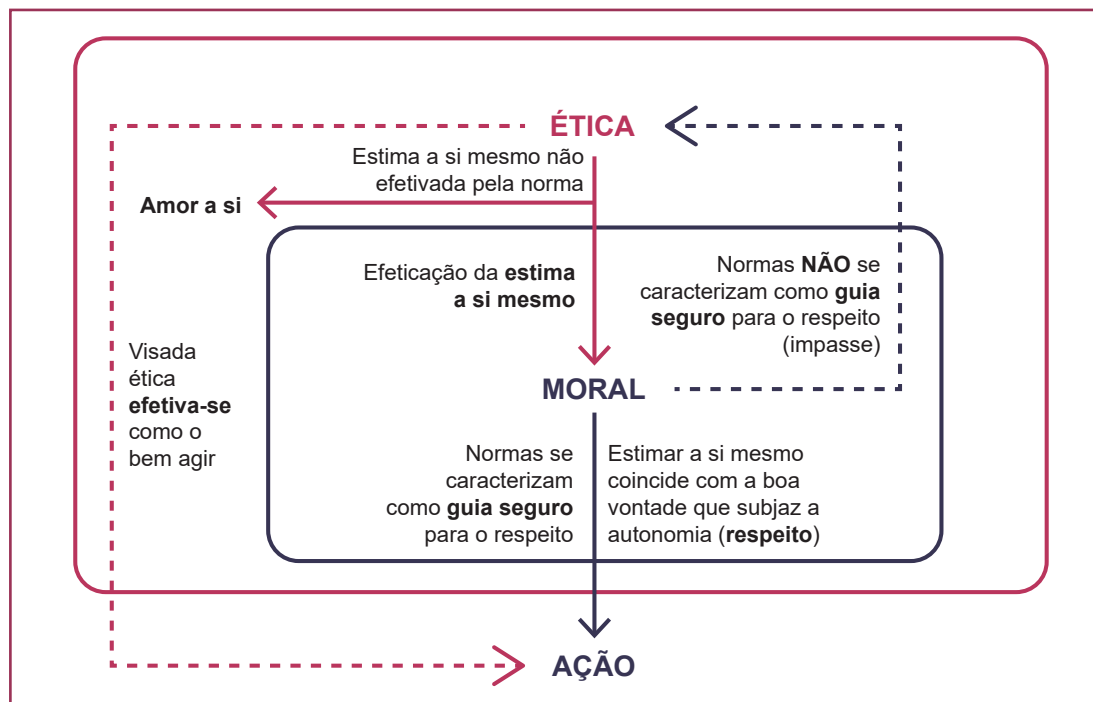 ÉTICA
Estima a si mesmo não
efetivada pela norma
Amor a si
Efeticação da estima
a si mesmo
Normas NÃO se
caracterizam como guia
seguro para o respeito
(impasse)
Visada
ética
efetiva-se
como o
bem agir
MORAL
Normas se
caracterizam
como guia seguro
para o respeito
Estimar a si mesmo
coincide com a boa
vontade que subjaz a
autonomia (respeito)
AÇÃO